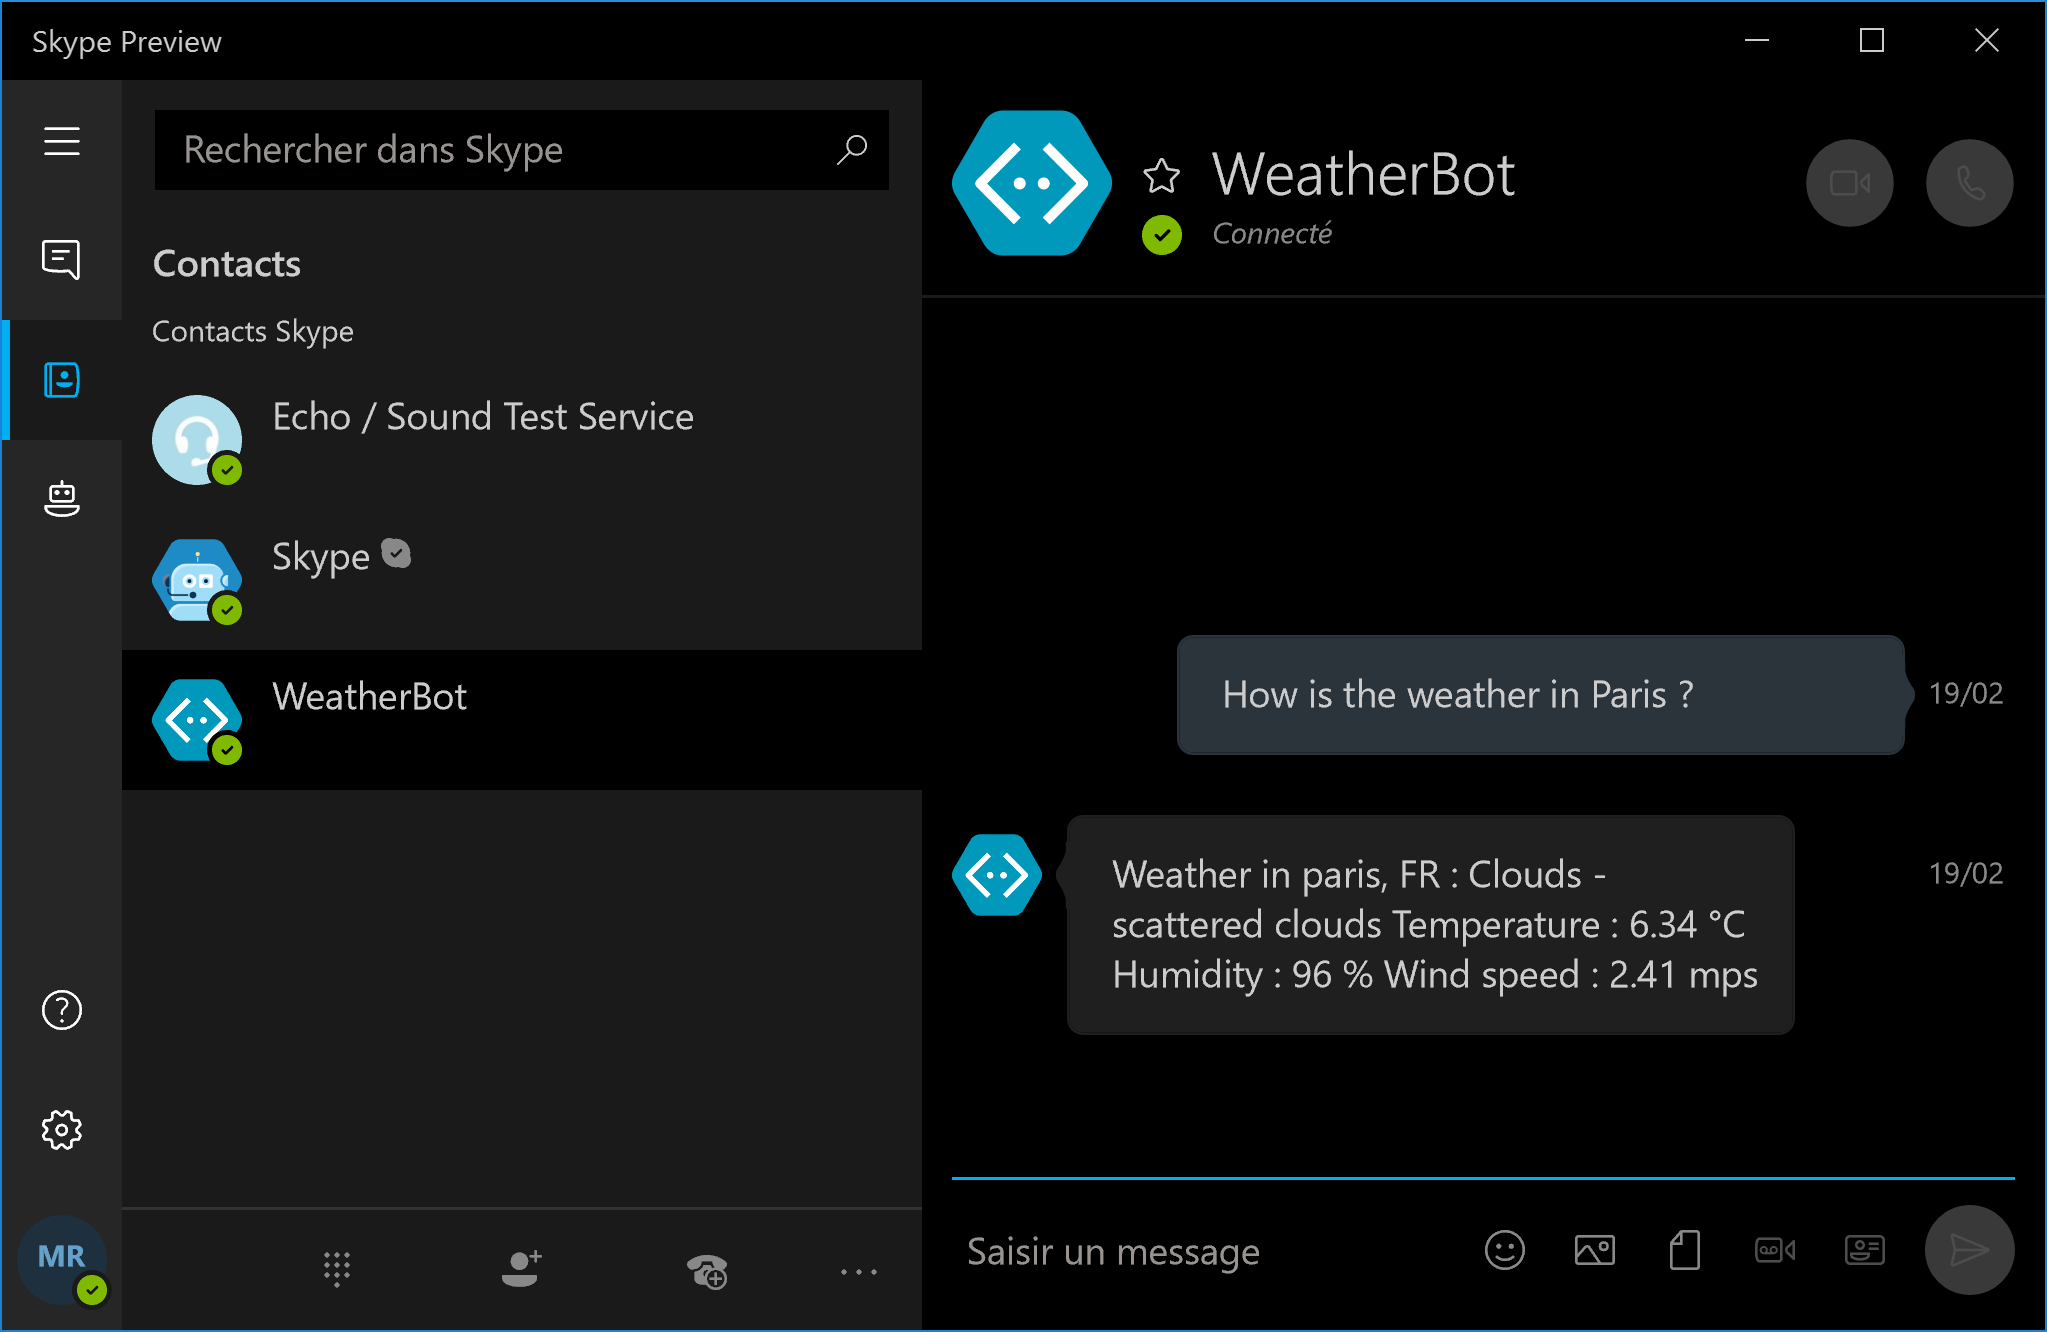 Skype Preview
Rechercher dans Skype
Contacts
Contacts Skype
Echo / Sound Test Service
Skype
WeatherBot
MR
WeatherBot
Connecté
How is the weather in Paris ?
19/02
Weather in paris, FR : Clouds -
scattered clouds Temperature : 6.34 °C
Humidity : 96 % Wind speed : 2.41 mps
19/02
Saisir un message